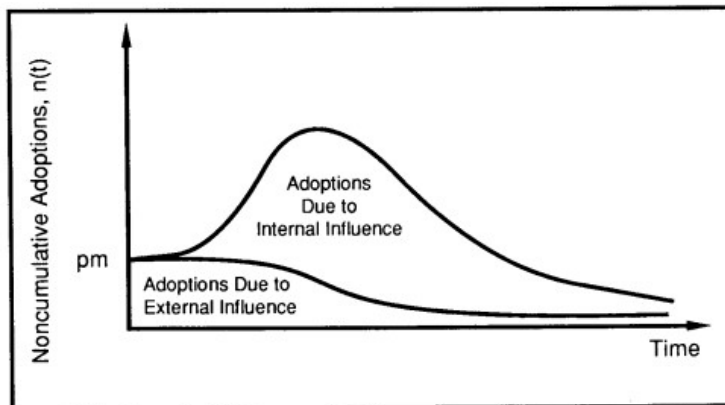 Noncumulative Adoptions, n(t)
Adoptions
Due to
Internal Influence
pm
Adoptions Due to
External Influence
Time